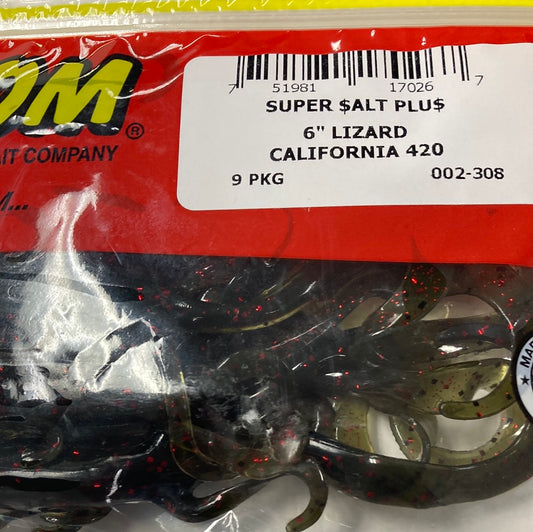 OM®
IT COMPANY
7 51981 17026 7
SUPER $ALT PLU$
6" LIZARD
CALIFORNIA 420
9 PKG 002-308